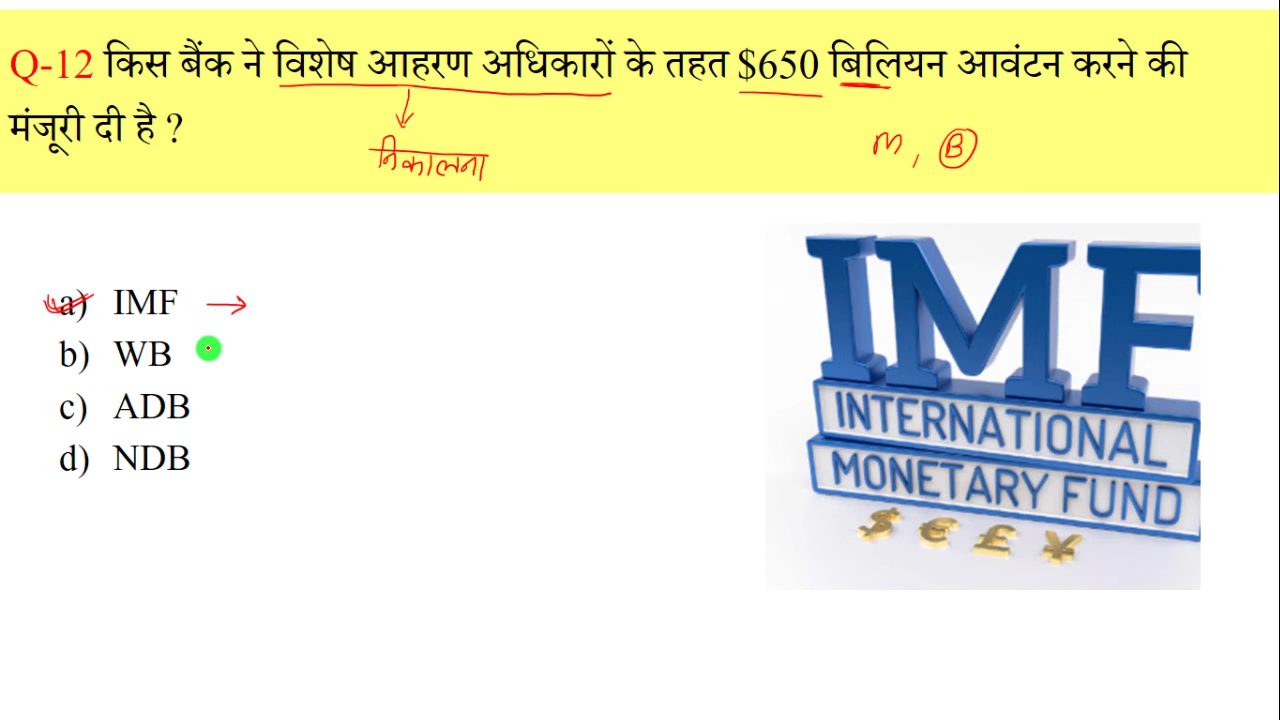 Q-12 किस बैंक ने विशेष आहरण अधिकारों के तहत $650 बिलियन आवंटन करने की
मंजूरी दी है ?
निकालना
m, B
a) IMF
b) WB
c) ADB
d) NDB
IMF
INTERNATIONAL
MONETARY FUND
$ € £ ¥